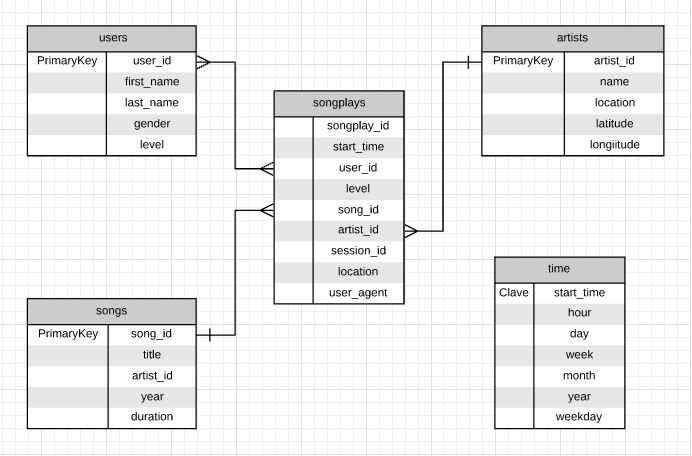 users
PrimaryKey user_id
first_name
last_name
gender
level
artists
PrimaryKey artist_id
name
location
latitude
longiitude
songplays
songplay_id
start_time
user_id
level
song_id
artist_id
session_id
location
user_agent
time
Clave start_time
hour
day
week
month
year
weekday
songs
PrimaryKey song_id
title
artist_id
year
duration